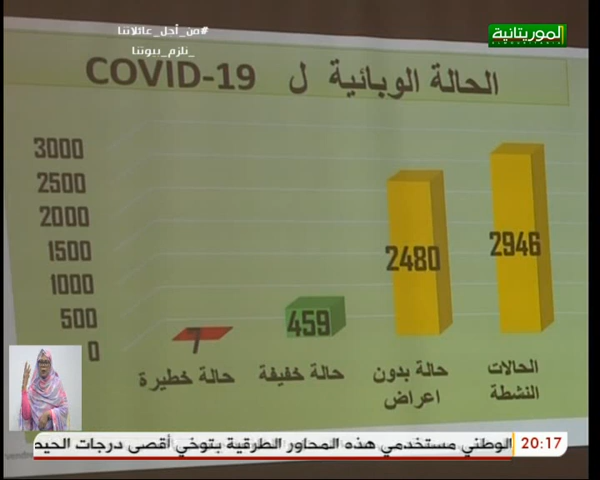 #من_أجل_عائلاتنا
_نلزم_بيوتنا
الموريتانية
الحالة الوبائية ل COVID-19
3000
2500
2000
1500
1000
500
0
2946
2480
459
7
الحالات النشطة
حالة بدون اعراض
حالة خفيفة
حالة خطيرة
20:17
الوطني مستخدمي هذه المحاور الطرقية بتوخي أقصى درجات الحيط